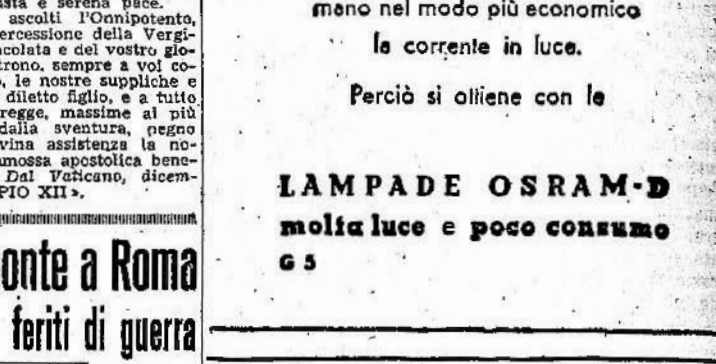 sta e serena pace.
ascolti l'Onnipotento,
ercessione della Vergi-
colata e del vostro glo-
trono, sempre a voi co-
, le nostre suppliche e
diletto figlio, e a tutto
regge, massime al più
dalla sventura, pegno
vina assistenza la no-
mossa apostolica bene-
Dal Vaticano, dicem-
PIO XII ».
onte a Roma
feriti di guerra
mano nel modo più economico
la corrente in luce.
Perciò si ottiene con le
LAMPADE OSRAM-D
molta luce e poco consumo
G 5